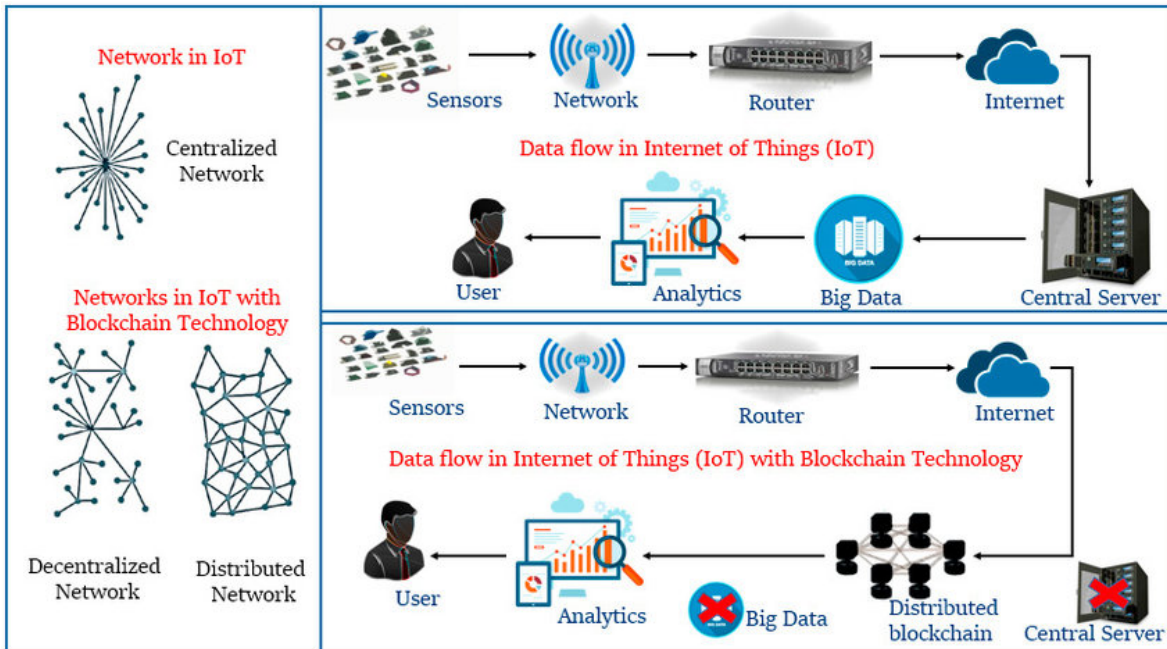 Network in IoT
Centralized
Network
Networks in IoT with
Blockchain Technology
Decentralized
Network
Distributed
Network
Sensors
Network
Router
Internet
Data flow in Internet of Things (IoT)
User
Analytics
BIG DATA
Big Data
Central Server
Sensors
Network
Router
Internet
Data flow in Internet of Things (IoT) with Blockchain Technology
User
Analytics
Big Data
Distributed
blockchain
Central Server